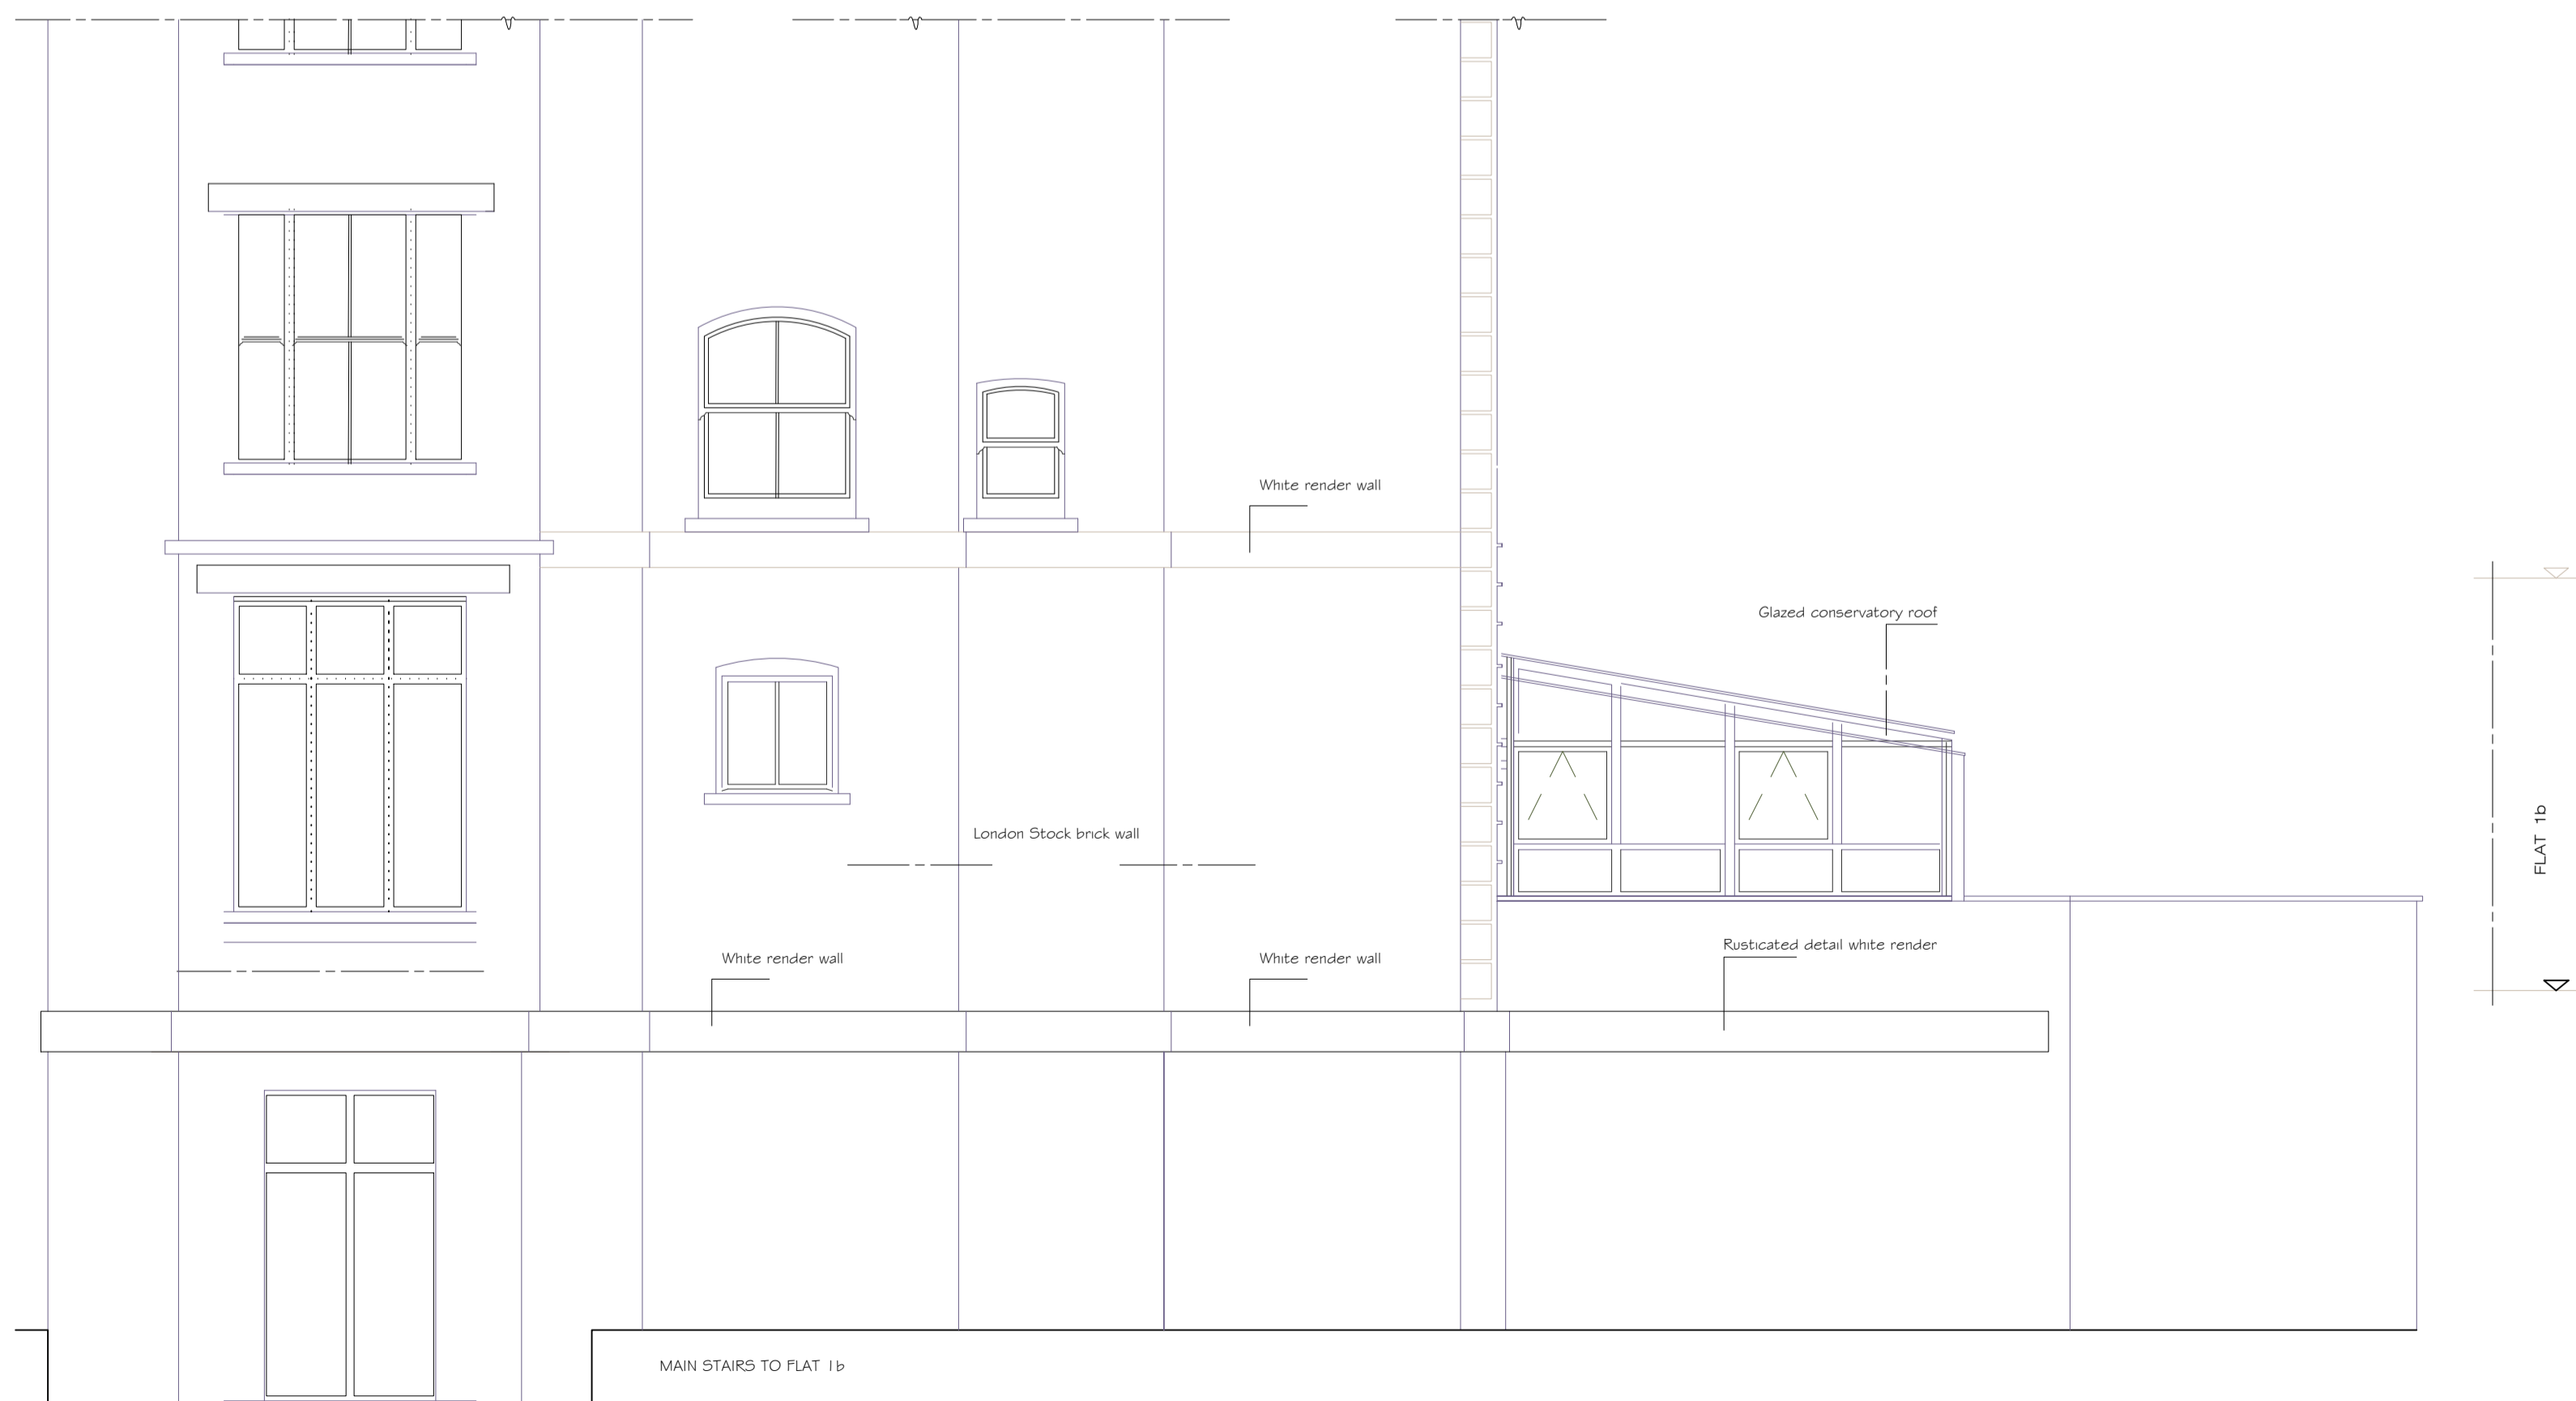 White render wall
Glazed conservatory roof
London Stock brick wall
FLAT 1b
White render wall
White render wall
Rusticated detail white render
MAIN STAIRS TO FLAT 1b